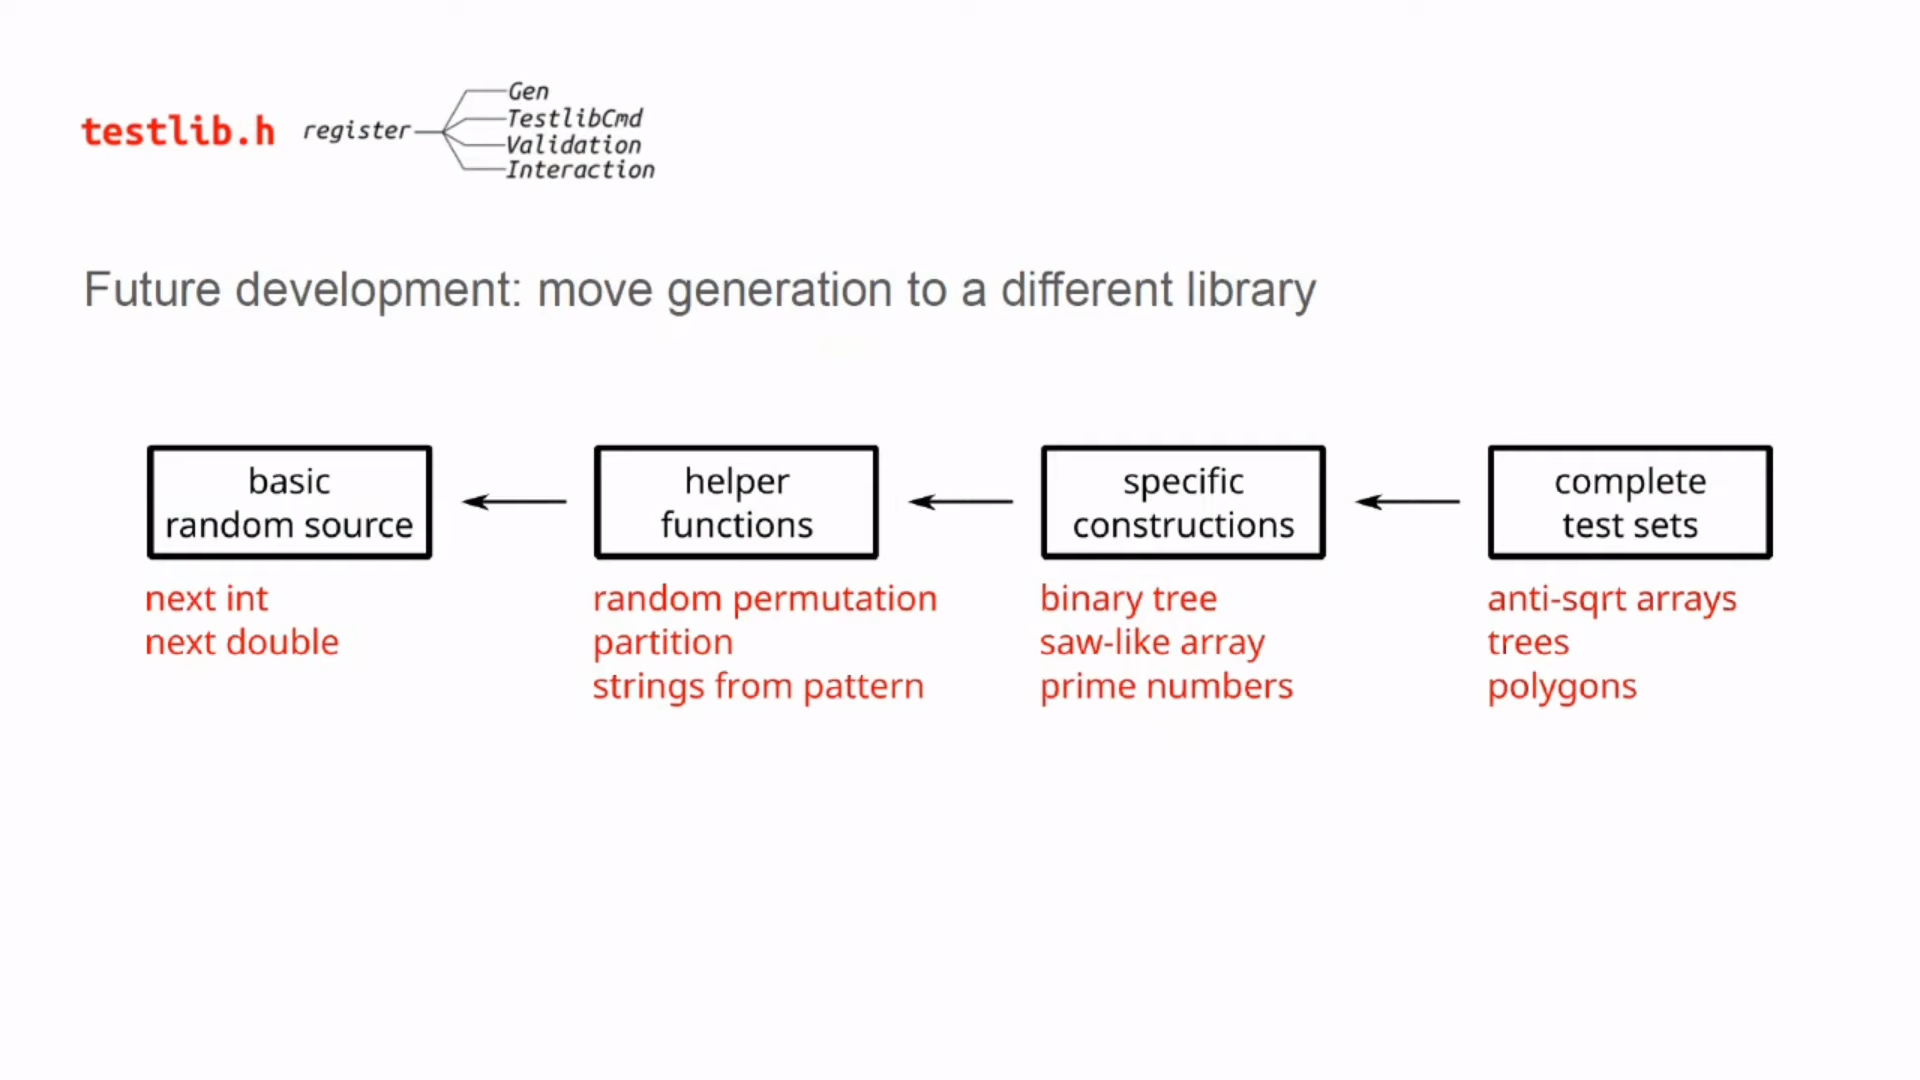 testlib.h register
Gen
TestlibCmd
Validation
Interaction
Future development: move generation to a different library
basic
random source
next int
next double
helper
functions
random permutation
partition
strings from pattern
specific
constructions
binary tree
saw-like array
prime numbers
complete
test sets
anti-sqrt arrays
trees
polygons